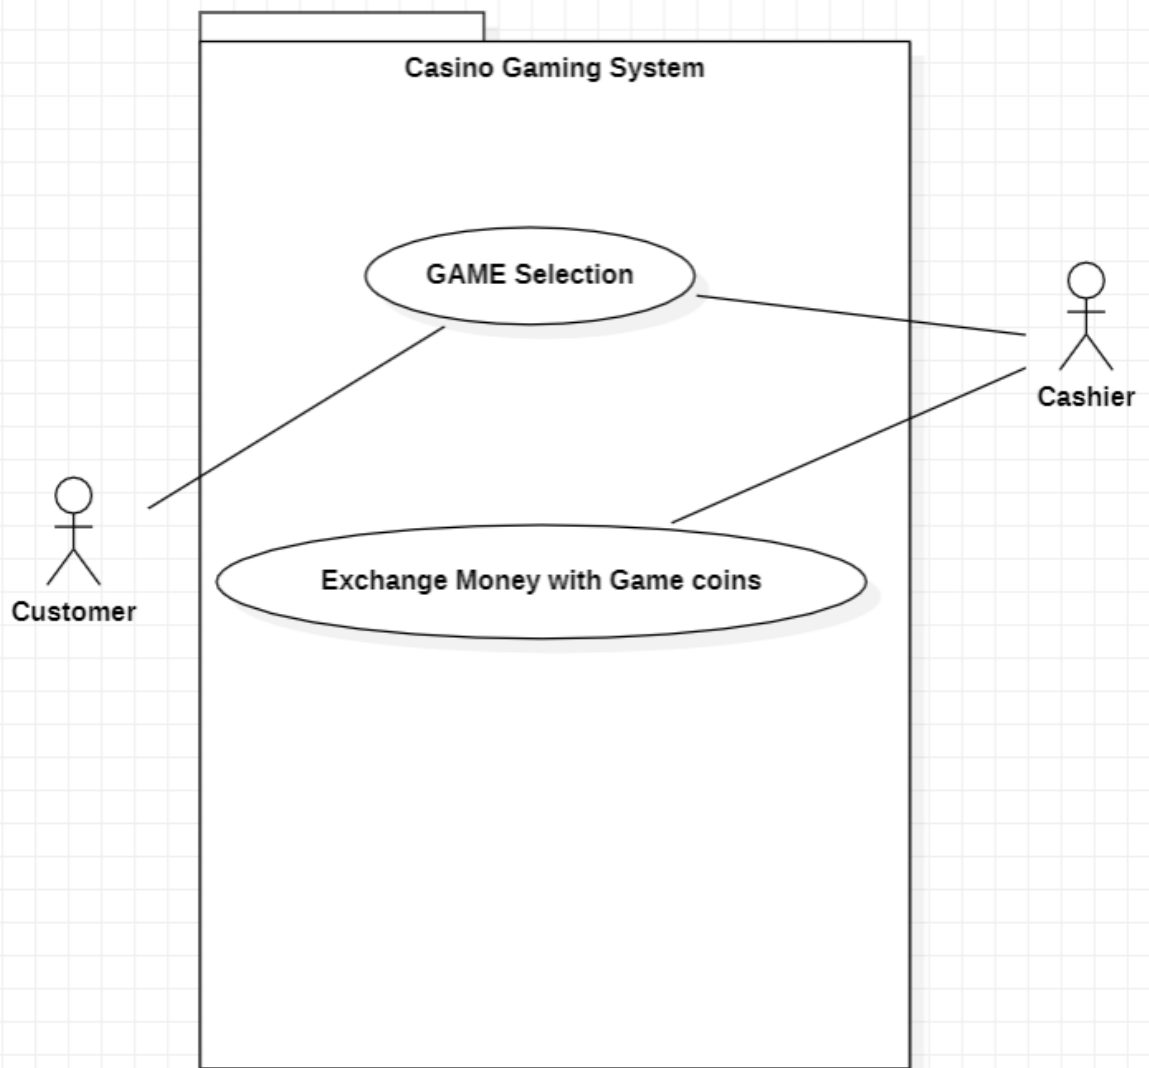 Casino Gaming System
GAME Selection
Cashier
Exchange Money with Game coins
Customer